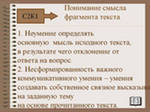 С2К1
Понимание смысла
фрагмента текста
1. Неумение определять
основную мысль исходного текста,
в результате чего отклонение от
ответа на вопрос
2. Несформированность важного
коммуникативного умения – умения
создавать собственное связное высказывание
на заданную тему
на основе прочитанного текста.